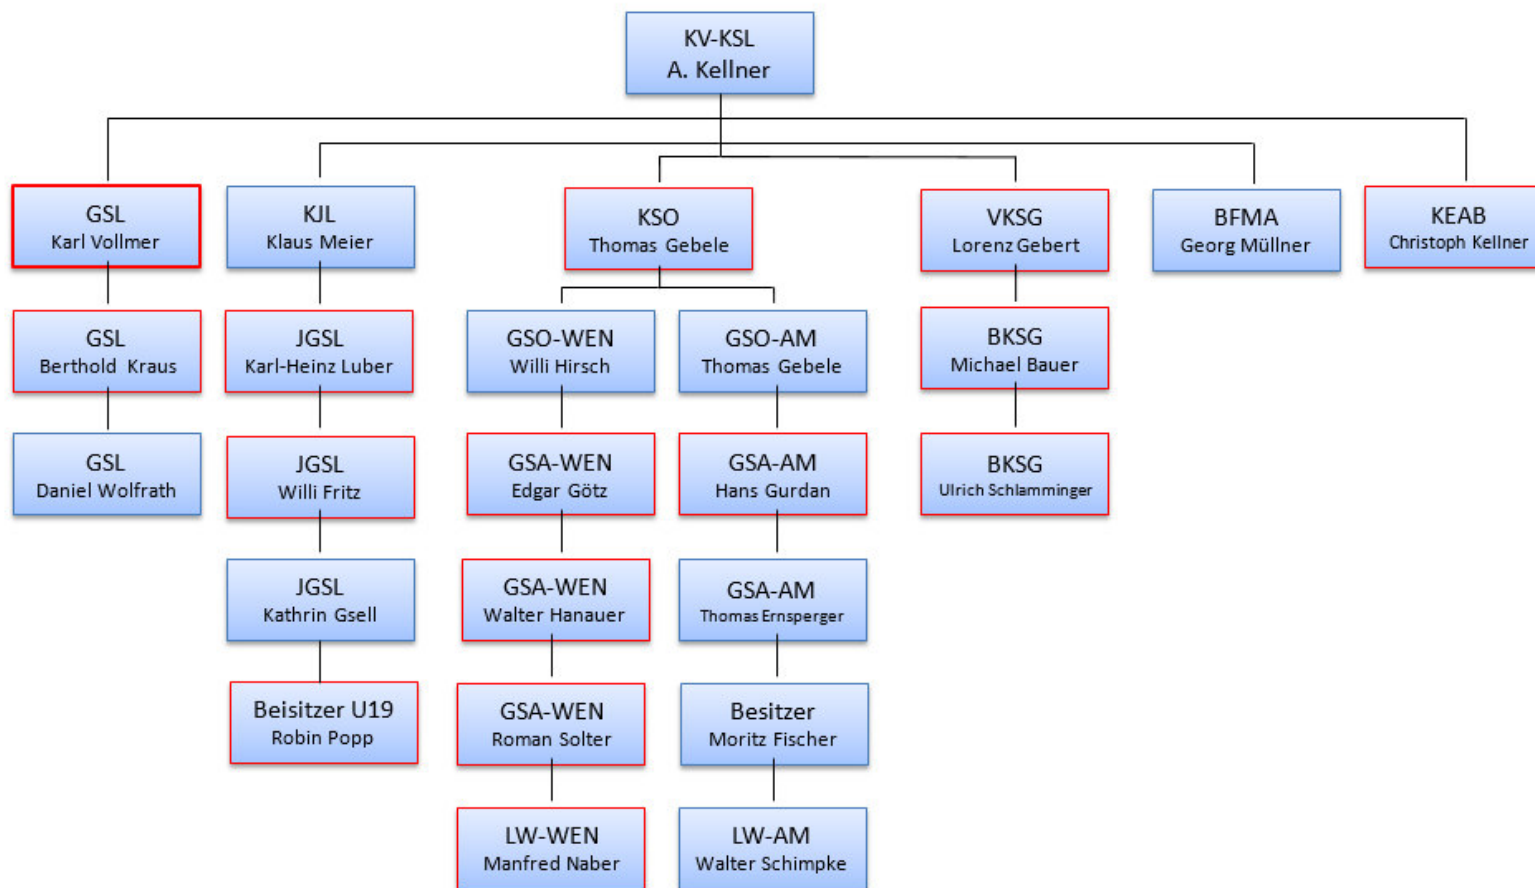 KV-KSL
A. Kellner
GSL
Karl Vollmer
KJL
Klaus Meier
KSO
Thomas Gebele
VKSG
Lorenz Gebert
BFMA
Georg Müllner
KEAB
Christoph Kellner
GSL
Berthold Kraus
JGSL
Karl-Heinz Luber
GSO-WEN
Willi Hirsch
GSO-AM
Thomas Gebele
BKSG
Michael Bauer
GSL
Daniel Wolfrath
JGSL
Willi Fritz
GSA-WEN
Edgar Götz
GSA-AM
Hans Gurdan
BKSG
Ulrich Schlamminger
JGSL
Kathrin Gsell
GSA-WEN
Walter Hanauer
GSA-AM
Thomas Ernsperger
Beisitzer U19
Robin Popp
GSA-WEN
Roman Solter
Besitzer
Moritz Fischer
LW-WEN
Manfred Naber
LW-AM
Walter Schimpke